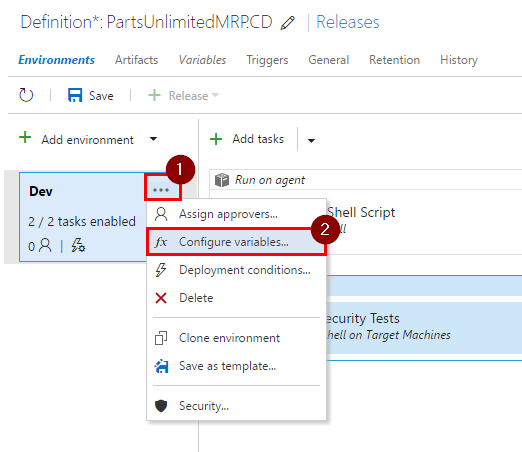 Definition*: PartsUnlimitedMRP.CD Releases
Environments Artifacts Variables Triggers General Retention History
Save Release
Add environment Add tasks
1
Dev ...
Run on agent
2 / 2 tasks enabled
Assign approvers...
Shell Script
0
fx Configure variables...
2
Deployment conditions...
Delete
ecurity Tests
hell on Target Machines
Clone environment
Save as template...
Security...